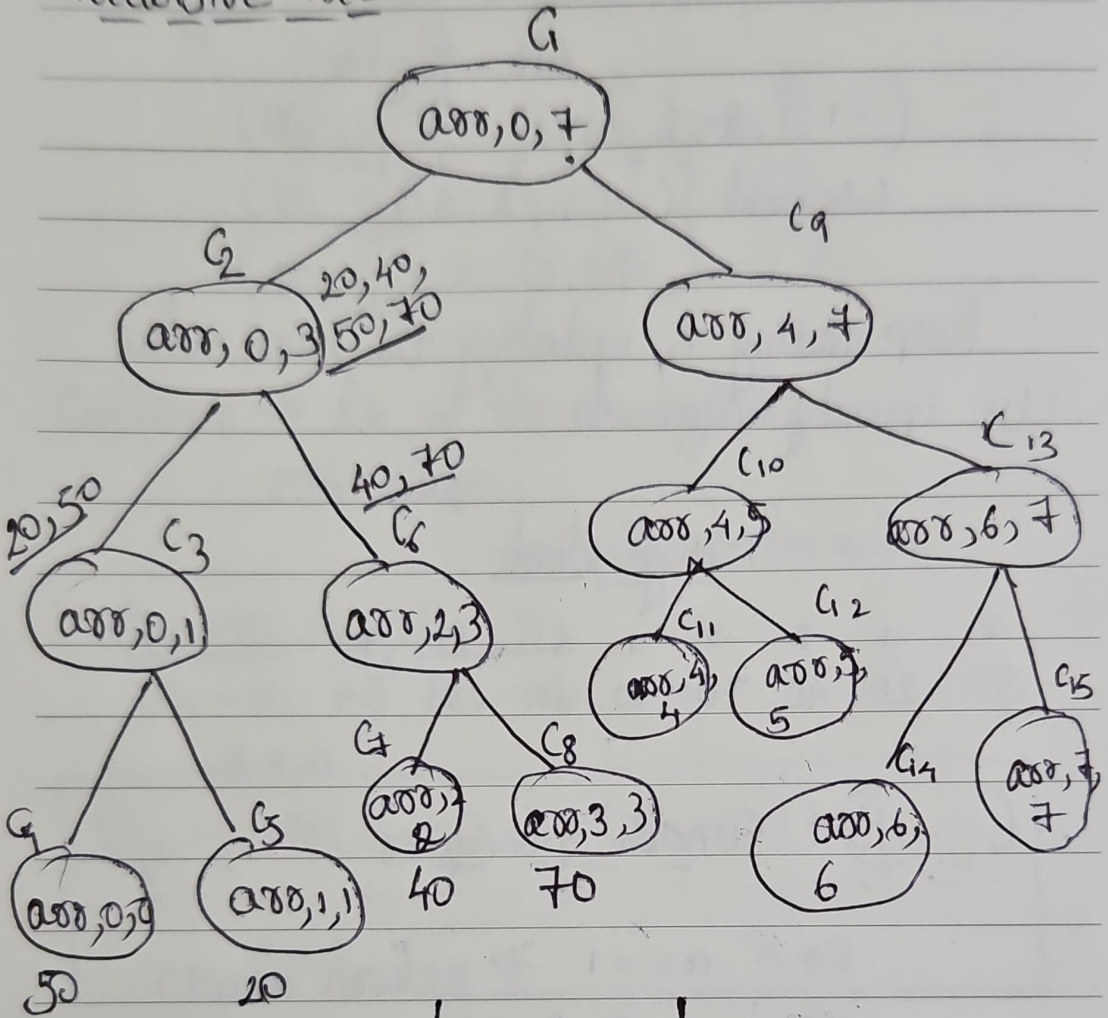 C1
arr, 0, 7
C2
20, 40,
50, 70
arr, 0, 3
C9
arr, 4, 7
20, 50
C3
arr, 0, 1
40, 70
C6
arr, 2, 3
C10
arr, 4, 5
C13
arr, 6, 7
C11
arr, 4,
4
C12
arr, 5,
5
C4
arr, 0, 0
50
C5
arr, 1, 1
20
C7
arr, 2
2
40
C8
arr, 3, 3
70
C14
arr, 6,
6
C15
arr, 7,
7